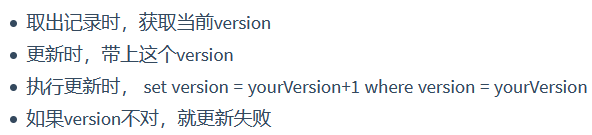 • 取出记录时，获取当前version
• 更新时，带上这个version
• 执行更新时， set version = yourVersion+1 where version = yourVersion
• 如果version不对，就更新失败